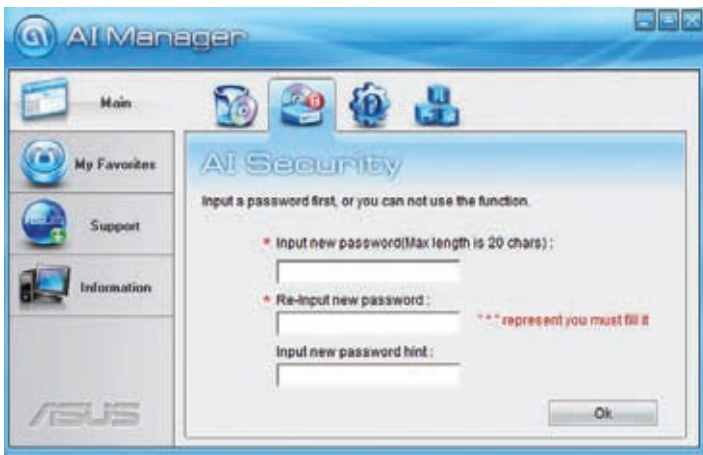 AI Manager
Main
My Favorites
Support
Information
ASUS
AI Security
Input a password first, or you can not use the function.
* Input new password(Max length is 20 chars) :
* Re-input new password :
"*" represent you must fill it
Input new password hint :
Ok